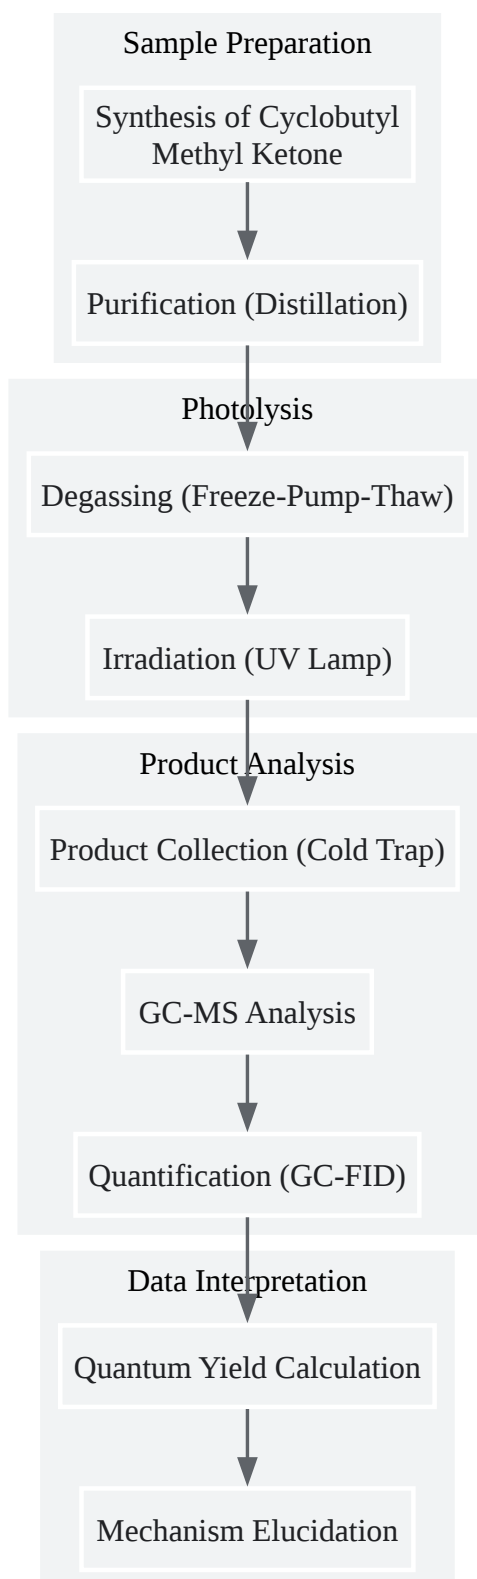 Sample Preparation
Synthesis of Cyclobutyl
Methyl Ketone
Purification (Distillation)
Photolysis
Degassing (Freeze-Pump-Thaw)
Irradiation (UV Lamp)
Product Analysis
Product Collection (Cold Trap)
GC-MS Analysis
Quantification (GC-FID)
Data Interpretation
Quantum Yield Calculation
Mechanism Elucidation